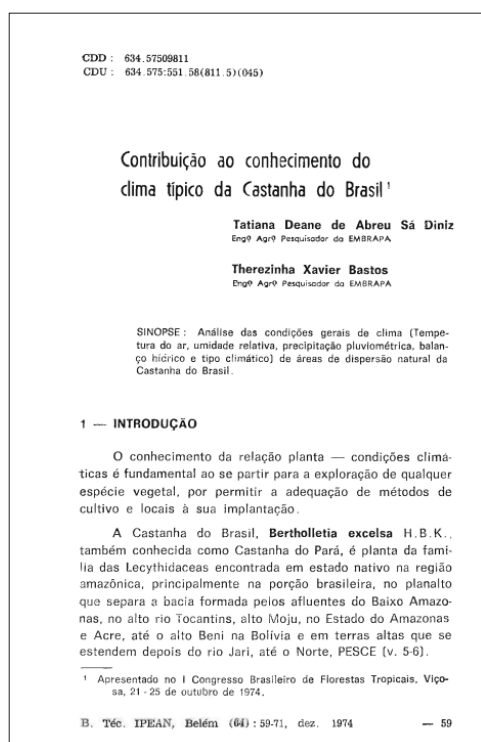 CDD : 634.57509811
CDU : 634.575:551.58(811.5)(045)
Contribuição ao conhecimento do
clima típico da Castanha do Brasil ¹
Tatiana Deane de Abreu Sá Diniz
Engº Agrº Pesquisador da EMBRAPA
Therezinha Xavier Bastos
Engº Agrº Pesquisador da EMBRAPA
SINOPSE : Análise das condições gerais de clima (Tempe-
tura do ar, umidade relativa, precipitação pluviométrica, balan-
ço hídrico e tipo climático) de áreas de dispersão natural da
Castanha do Brasil.
1 — INTRODUÇÃO
O conhecimento da relação planta — condições climá-
ticas é fundamental ao se partir para a exploração de qualquer
espécie vegetal, por permitir a adequação de métodos de
cultivo e locais à sua implantação.
A Castanha do Brasil, Bertholletia excelsa H.B.K.,
também conhecida como Castanha do Pará, é planta da famí-
lia das Lecythidaceas encontrada em estado nativo na região
amazônica, principalmente na porção brasileira, no planalto
que separa a bacia formada pelos afluentes do Baixo Amazo-
nas, no alto rio Tocantins, alto Moju, no Estado do Amazonas
e Acre, até o alto Beni na Bolívia e em terras altas que se
estendem depois do rio Jari, até o Norte, PESCE (v. 5-6).
¹ Apresentado no I Congresso Brasileiro de Florestas Tropicais, Viço-
sa, 21 - 25 de outubro de 1974.
B. Téc. IPEAN, Belém (64) : 59-71, dez. 1974 — 59